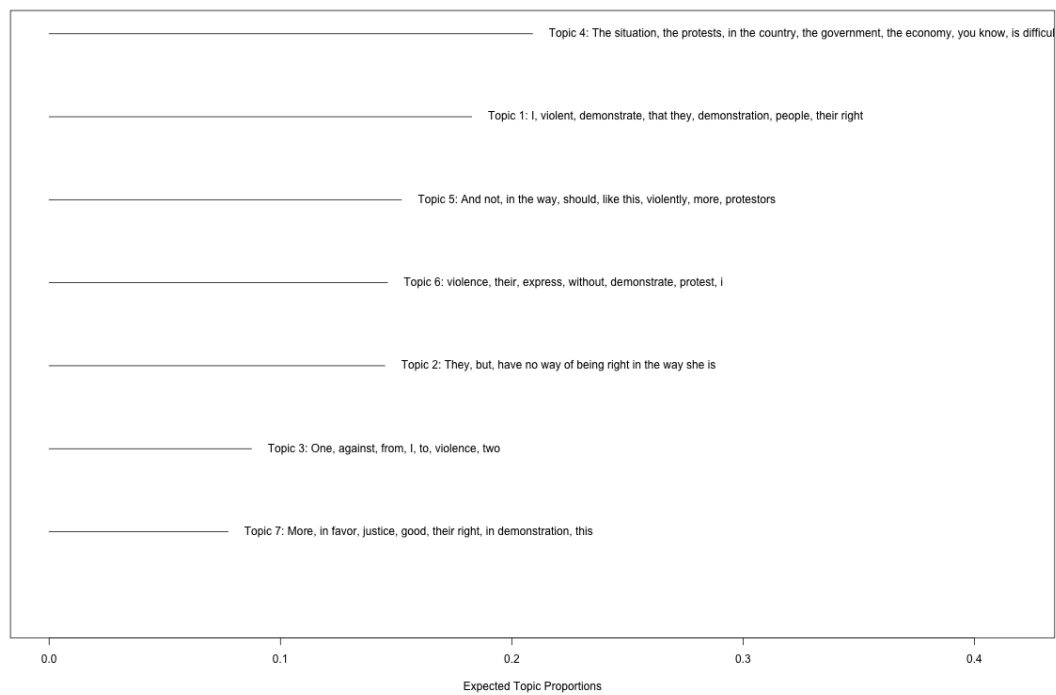 Topic 4: The situation, the protests, in the country, the government, the economy, you know, is difficul
Topic 1: I, violent, demonstrate, that they, demonstration, people, their right
Topic 5: And not, in the way, should, like this, violently, more, protestors
Topic 6: violence, their, express, without, demonstrate, protest, i
Topic 2: They, but, have no way of being right in the way she is
Topic 3: One, against, from, I, to, violence, two
Topic 7: More, in favor, justice, good, their right, in demonstration, this
0.0 0.1 0.2 0.3 0.4
Expected Topic Proportions